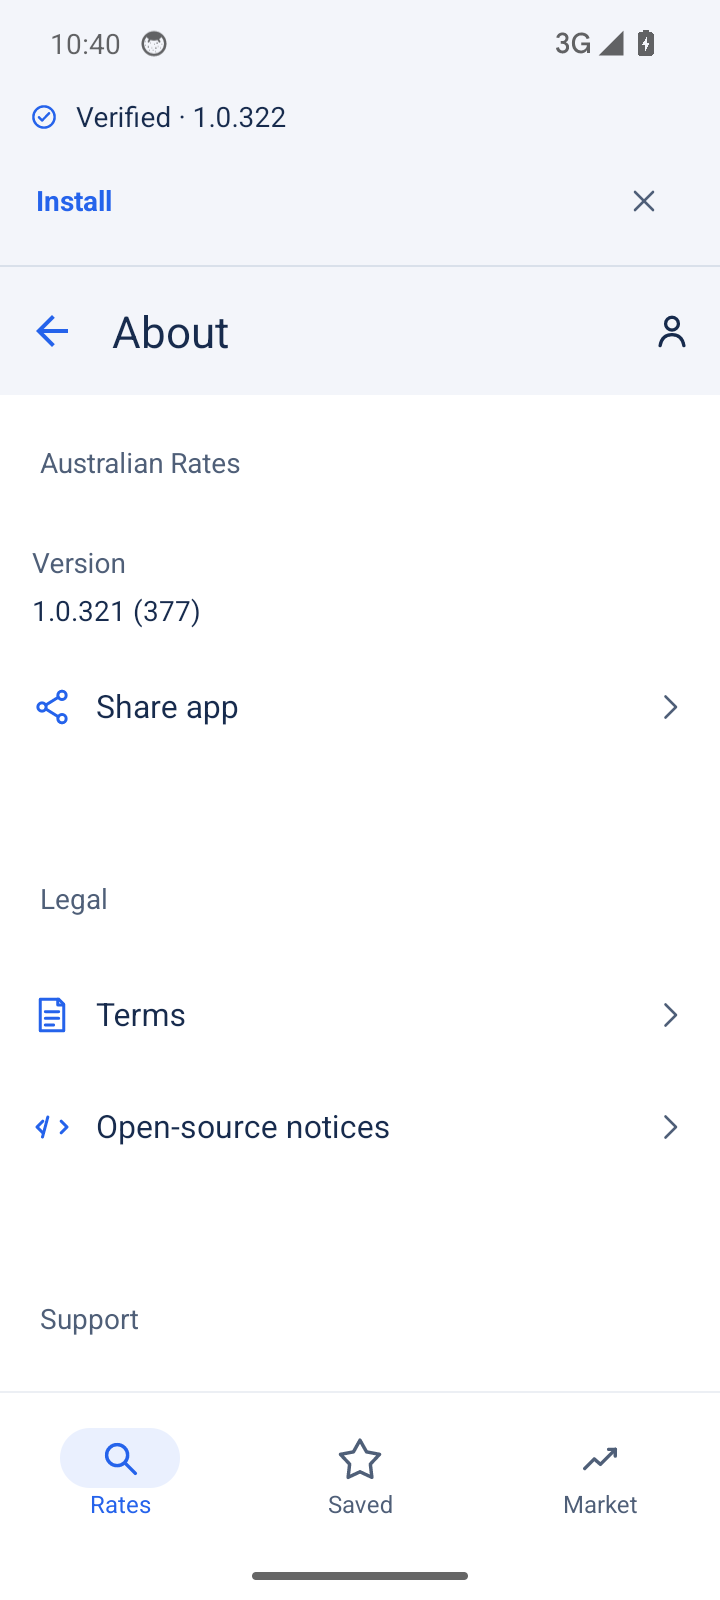 10:40
3G
Verified · 1.0.322
Install
About
Australian Rates
Version
1.0.321 (377)
Share app
Legal
Terms
Open-source notices
Support
Rates
Saved
Market